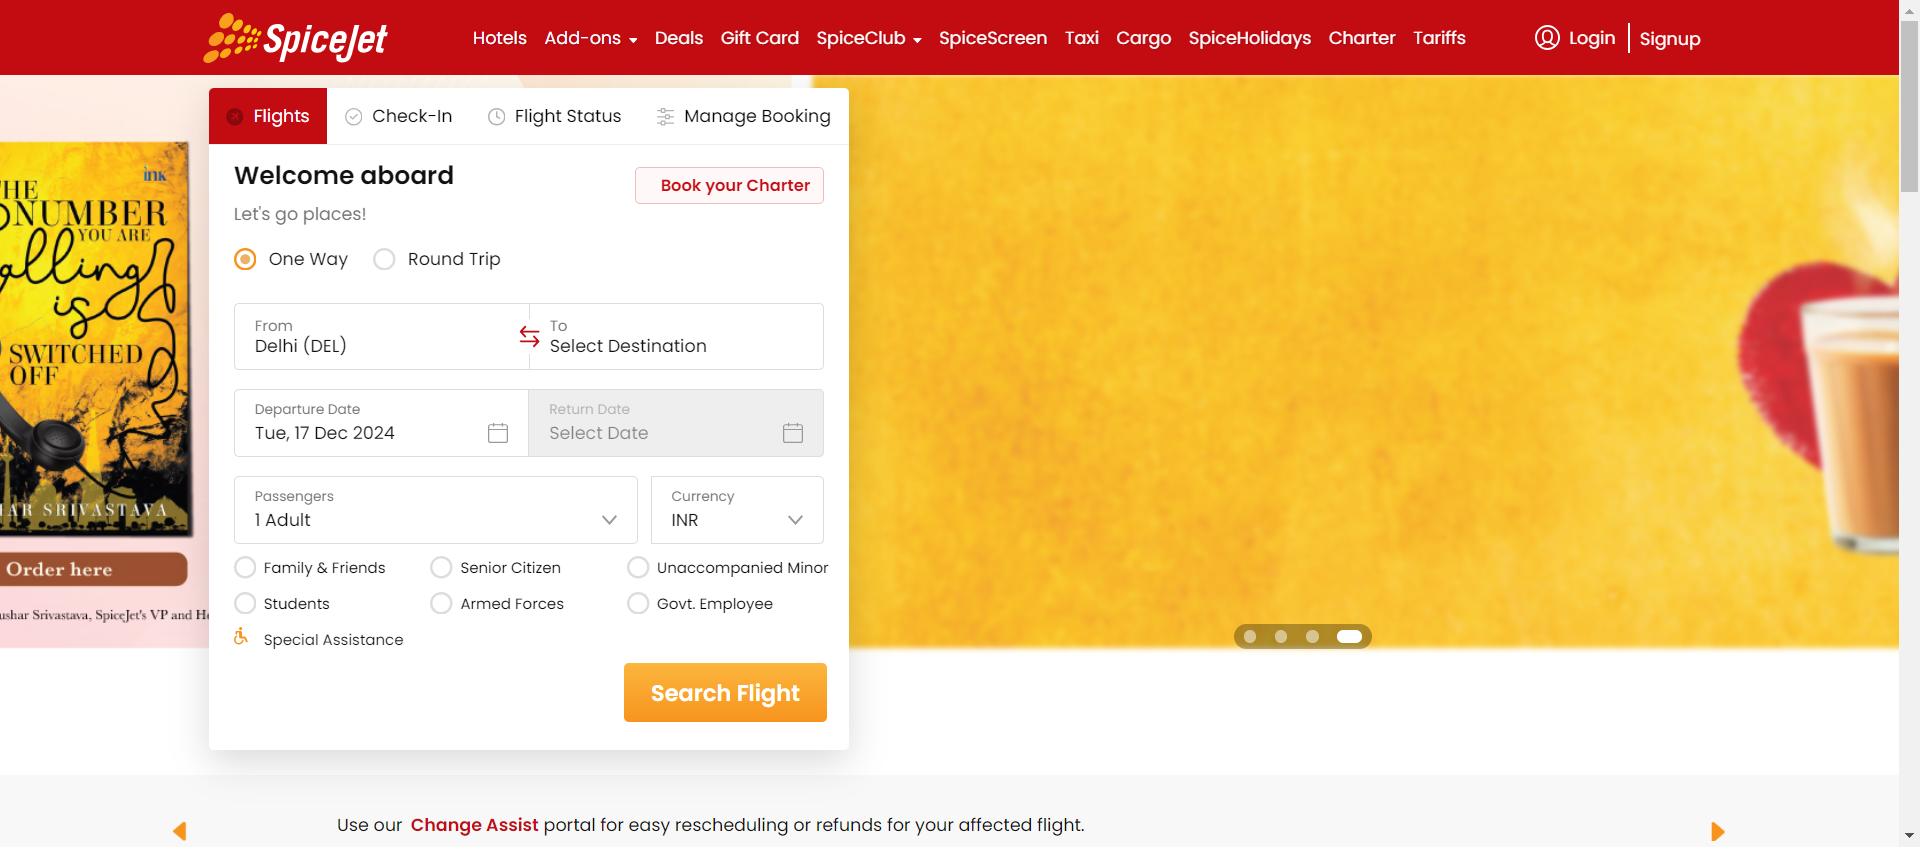 SpiceJet
Hotels Add-ons Deals Gift Card SpiceClub SpiceScreen Taxi Cargo SpiceHolidays Charter Tariffs Login Signup
Flights Check-In Flight Status Manage Booking
Welcome aboard
Book your Charter
Let's go places!
One Way Round Trip
From
Delhi (DEL)
To
Select Destination
Departure Date
Tue, 17 Dec 2024
Return Date
Select Date
Passengers
1 Adult
Currency
INR
Family & Friends Senior Citizen Unaccompanied Minor
Students Armed Forces Govt. Employee
Special Assistance
Search Flight
ink
HE
NUMBER
YOU ARE
alling
is
SWITCHED
OFF
AR SRIVASTAVA
Order here
ushar Srivastava, SpiceJet's VP and He
Use our Change Assist portal for easy rescheduling or refunds for your affected flight.